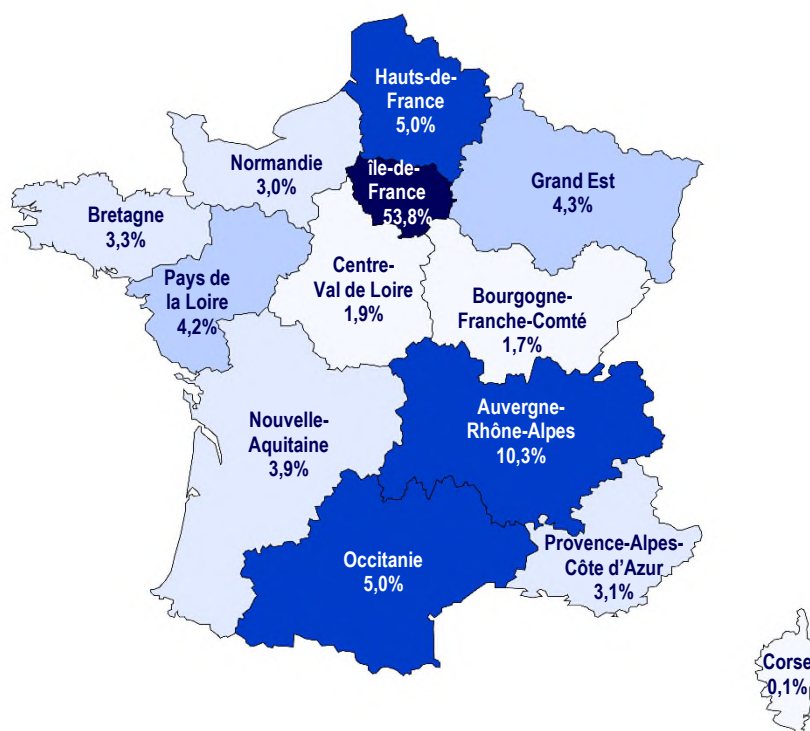 Hauts-de-
France
5,0%
Normandie
3,0%
île-de-
France
53,8%
Grand Est
4,3%
Bretagne
3,3%
Pays de
la Loire
4,2%
Centre-
Val de Loire
1,9%
Bourgogne-
Franche-Comté
1,7%
Nouvelle-
Aquitaine
3,9%
Auvergne-
Rhône-Alpes
10,3%
Occitanie
5,0%
Provence-Alpes-
Côte d'Azur
3,1%
Corse
0,1%